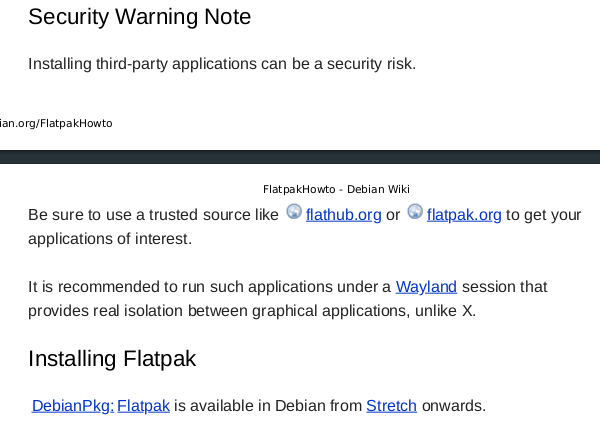 Security Warning Note
Installing third-party applications can be a security risk.
ian.org/FlatpakHowto
FlatpakHowto - Debian Wiki
Be sure to use a trusted source like flathub.org or flatpak.org to get your
applications of interest.
It is recommended to run such applications under a Wayland session that
provides real isolation between graphical applications, unlike X.
Installing Flatpak
DebianPkg: Flatpak is available in Debian from Stretch onwards.